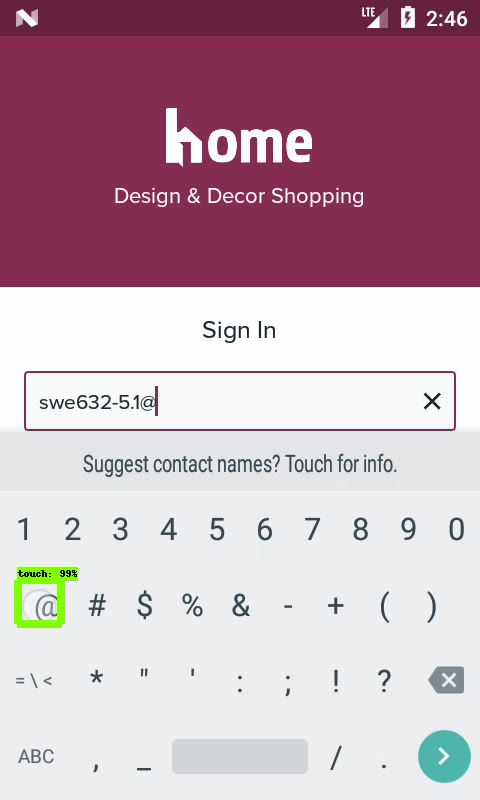 LTE 2:46
home
Design & Decor Shopping
Sign In
swe632-5.1@
Suggest contact names? Touch for info.
1 2 3 4 5 6 7 8 9 0
touch: 99%
@ # $ % & - + ( )
= \ < * " ' : ; ! ?
ABC , _ / .